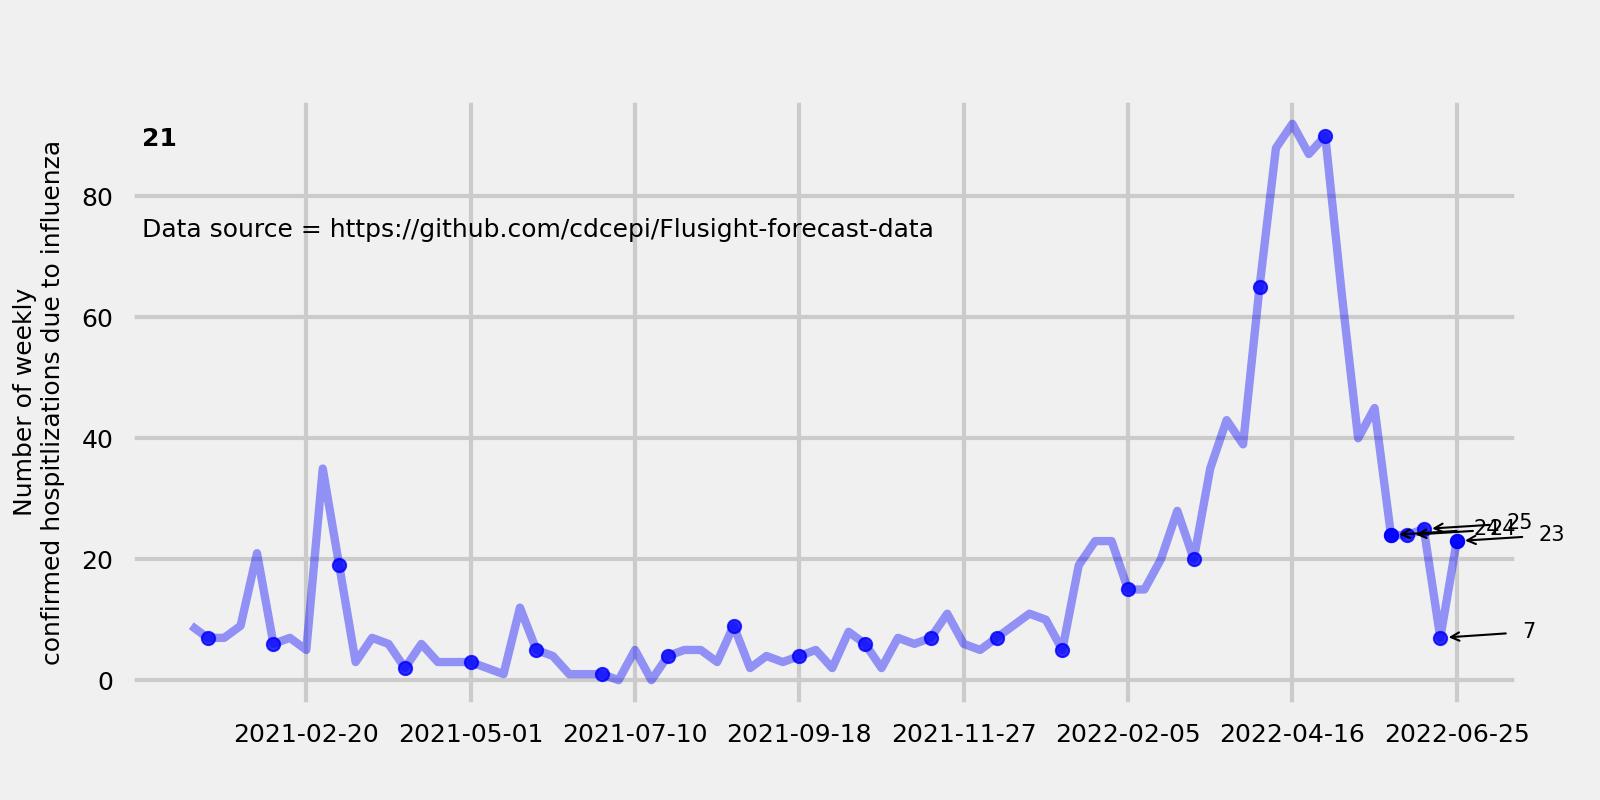 21
Data source = https://github.com/cdcepi/Flusight-forecast-data
Number of weekly
confirmed hospitlizations due to influenza
80
60
40
20
0
24
24
25
23
7
2021-02-20 2021-05-01 2021-07-10 2021-09-18 2021-11-27 2022-02-05 2022-04-16 2022-06-25